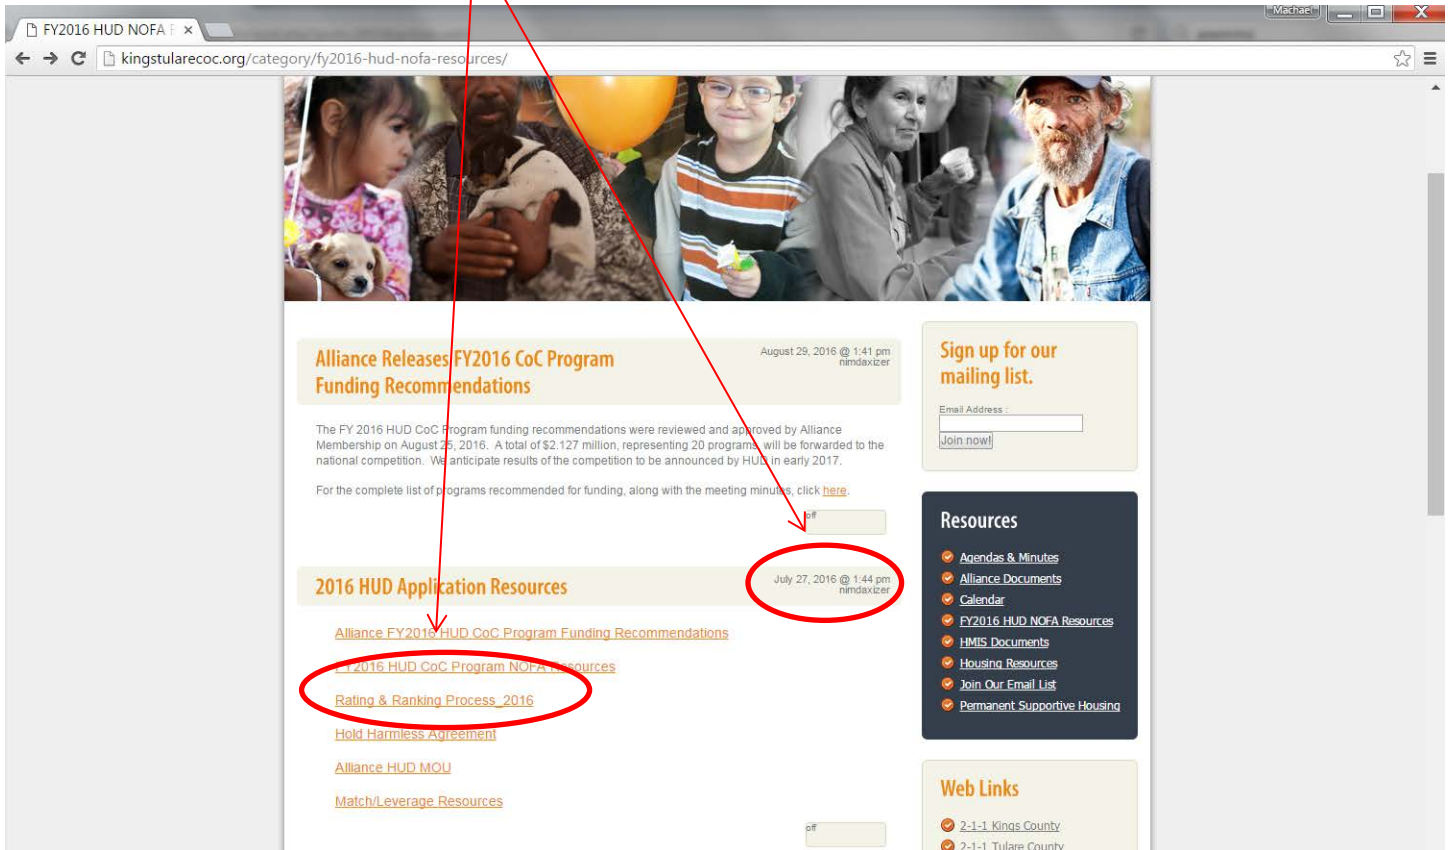 Machael
FY2016 HUD NOFA
kingstularecoc.org/category/fy2016-hud-nofa-resources/
Alliance Releases FY2016 CoC Program
Funding Recommendations
August 29, 2016 @ 1:41 pm
nimdaxizer
The FY 2016 HUD CoC Program funding recommendations were reviewed and approved by Alliance
Membership on August 25, 2016. A total of $2.127 million, representing 20 programs, will be forwarded to the
national competition. We anticipate results of the competition to be announced by HUD in early 2017.
For the complete list of programs recommended for funding, along with the meeting minutes, click here.
off
2016 HUD Application Resources
July 27, 2016 @ 1:44 pm
nimdaxizer
Alliance FY2016 HUD CoC Program Funding Recommendations
FY2016 HUD CoC Program NOFA Resources
Rating & Ranking Process_2016
Hold Harmless Agreement
Alliance HUD MOU
Match/Leverage Resources
off
Sign up for our
mailing list.
Email Address :
Join now!
Resources
Agendas & Minutes
Alliance Documents
Calendar
FY2016 HUD NOFA Resources
HMIS Documents
Housing Resources
Join Our Email List
Permanent Supportive Housing
Web Links
2-1-1 Kings County
2-1-1 Tulare County